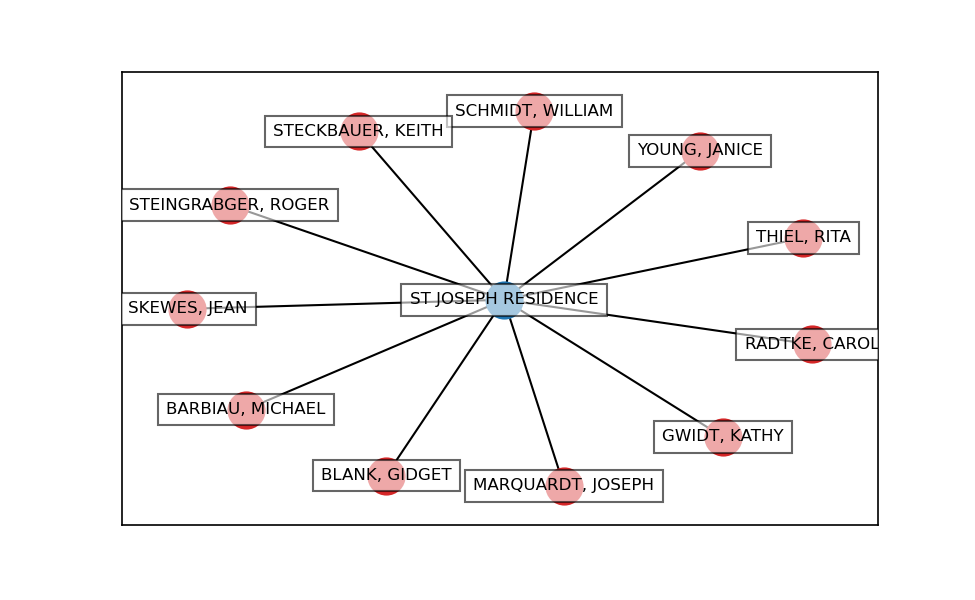 SCHMIDT, WILLIAM
STECKBAUER, KEITH
YOUNG, JANICE
STEINGRABGER, ROGER
THIEL, RITA
ST JOSEPH RESIDENCE
SKEWES, JEAN
RADTKE, CAROL
BARBIAU, MICHAEL
GWIDT, KATHY
BLANK, GIDGET
MARQUARDT, JOSEPH